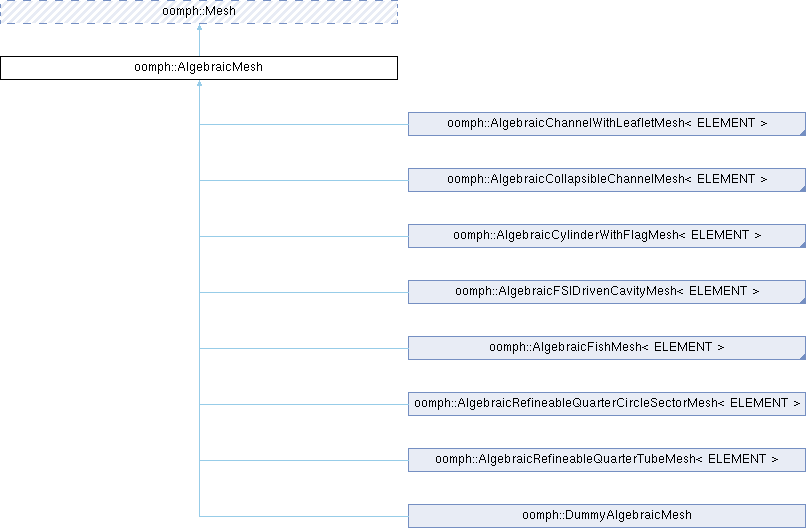 oomph::Mesh
oomph::AlgebraicMesh
oomph::AlgebraicChannelWithLeafletMesh< ELEMENT >
oomph::AlgebraicCollapsibleChannelMesh< ELEMENT >
oomph::AlgebraicCylinderWithFlagMesh< ELEMENT >
oomph::AlgebraicFSIDrivenCavityMesh< ELEMENT >
oomph::AlgebraicFishMesh< ELEMENT >
oomph::AlgebraicRefineableQuarterCircleSectorMesh< ELEMENT >
oomph::AlgebraicRefineableQuarterTubeMesh< ELEMENT >
oomph::DummyAlgebraicMesh